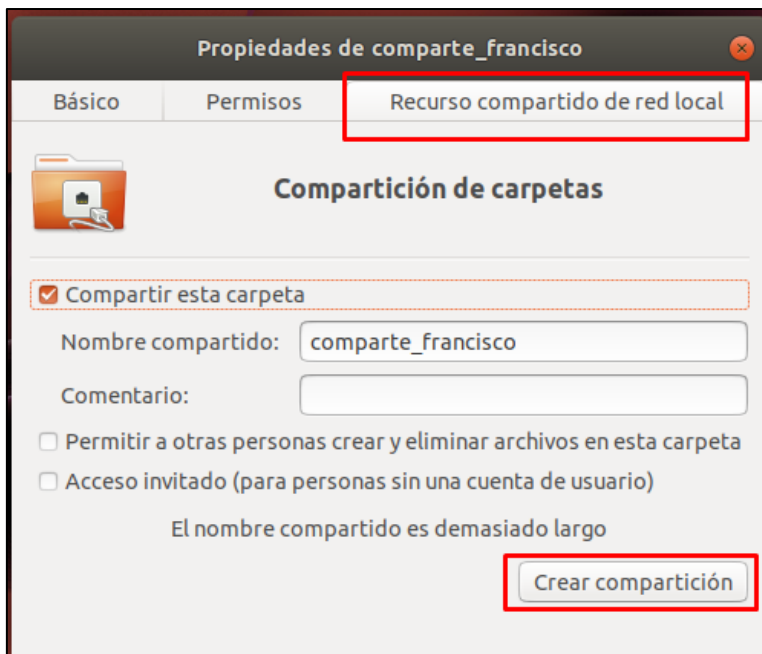 Propiedades de comparte_francisco
Básico Permisos Recurso compartido de red local
Compartición de carpetas
Compartir esta carpeta
Nombre compartido: comparte_francisco
Comentario:
Permitir a otras personas crear y eliminar archivos en esta carpeta
Acceso invitado (para personas sin una cuenta de usuario)
El nombre compartido es demasiado largo
Crear compartición